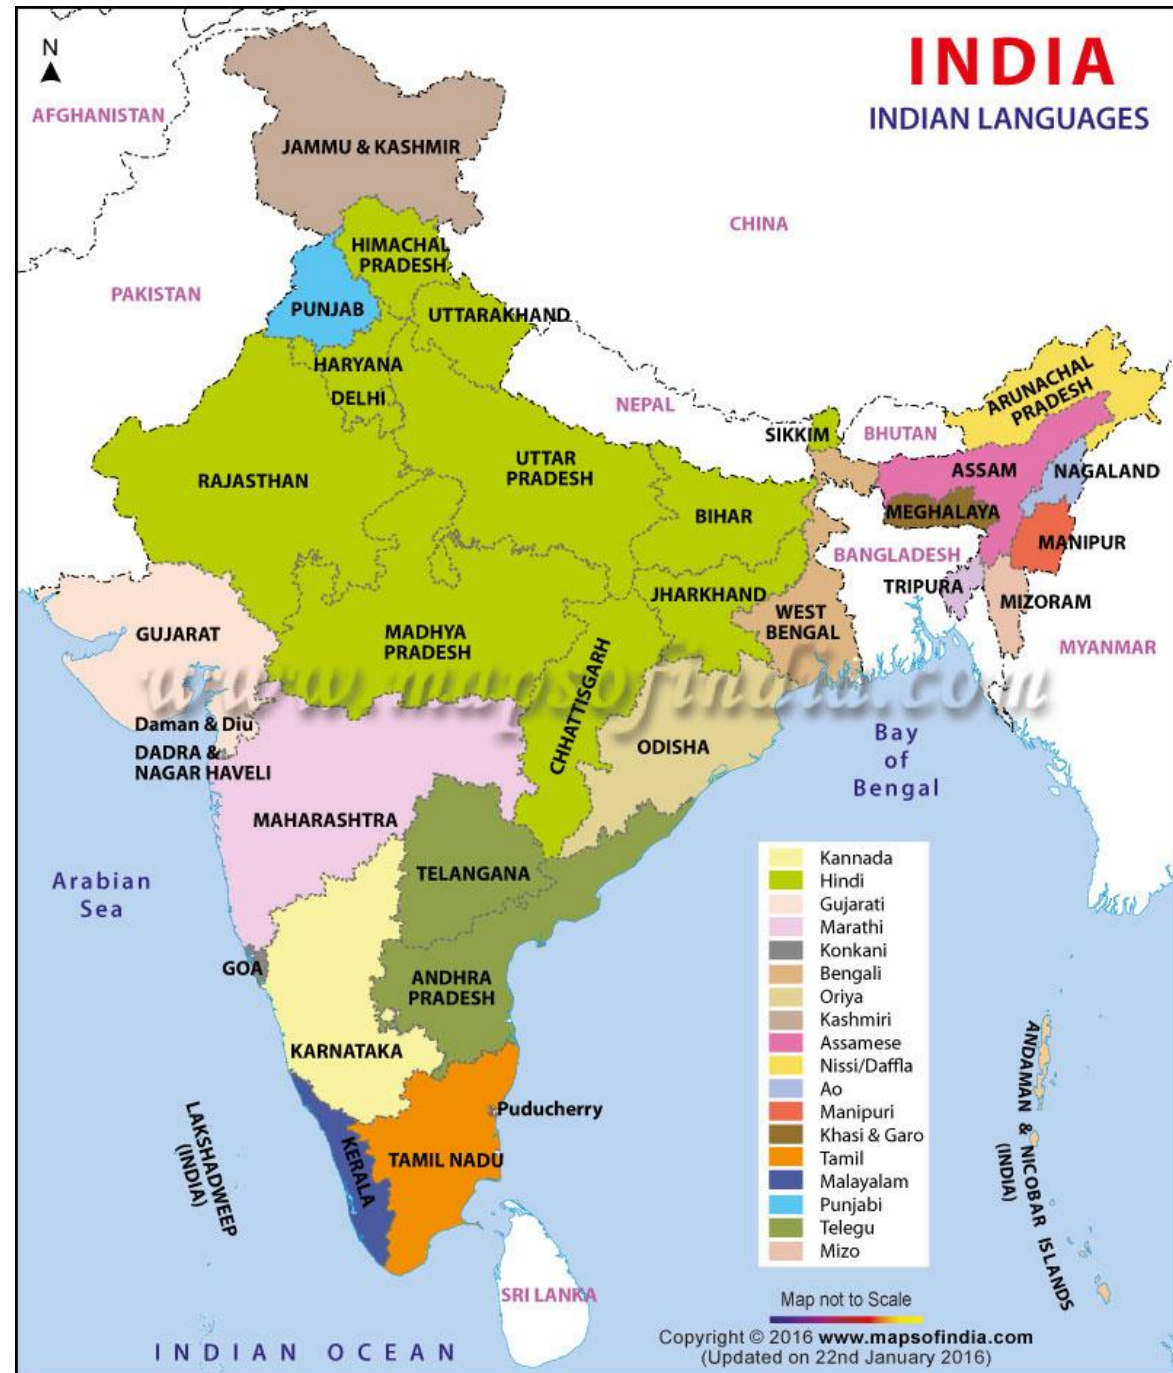 INDIA
INDIAN LANGUAGES
N
AFGHANISTAN
JAMMU & KASHMIR
CHINA
HIMACHAL
PRADESH
PAKISTAN
PUNJAB
UTTARAKHAND
HARYANA
DELHI
NEPAL
ARUNACHAL
PRADESH
SIKKIM
BHUTAN
RAJASTHAN
UTTAR
PRADESH
ASSAM
NAGALAND
BIHAR
MEGHALAYA
MANIPUR
BANGLADESH
TRIPURA
MIZORAM
JHARKHAND
WEST
BENGAL
GUJARAT
MADHYA
PRADESH
MYANMAR
www.mapsofindia.com
CHHATTISGARH
Daman & Diu
DADRA &
NAGAR HAVELI
ODISHA
Bay
of
Bengal
MAHARASHTRA
TELANGANA
Arabian
Sea
GOA
ANDHRA
PRADESH
KARNATAKA
Puducherry
LAKSHADWEEP
(INDIA)
KERALA
TAMIL NADU
ANDAMAN & NICOBAR ISLANDS
(INDIA)
SRI LANKA
INDIAN OCEAN
Kannada
Hindi
Gujarati
Marathi
Konkani
Bengali
Oriya
Kashmiri
Assamese
Nissi/Daffla
Ao
Manipuri
Khasi & Garo
Tamil
Malayalam
Punjabi
Telegu
Mizo
Map not to Scale
Copyright © 2016 www.mapsofindia.com
(Updated on 22nd January 2016)